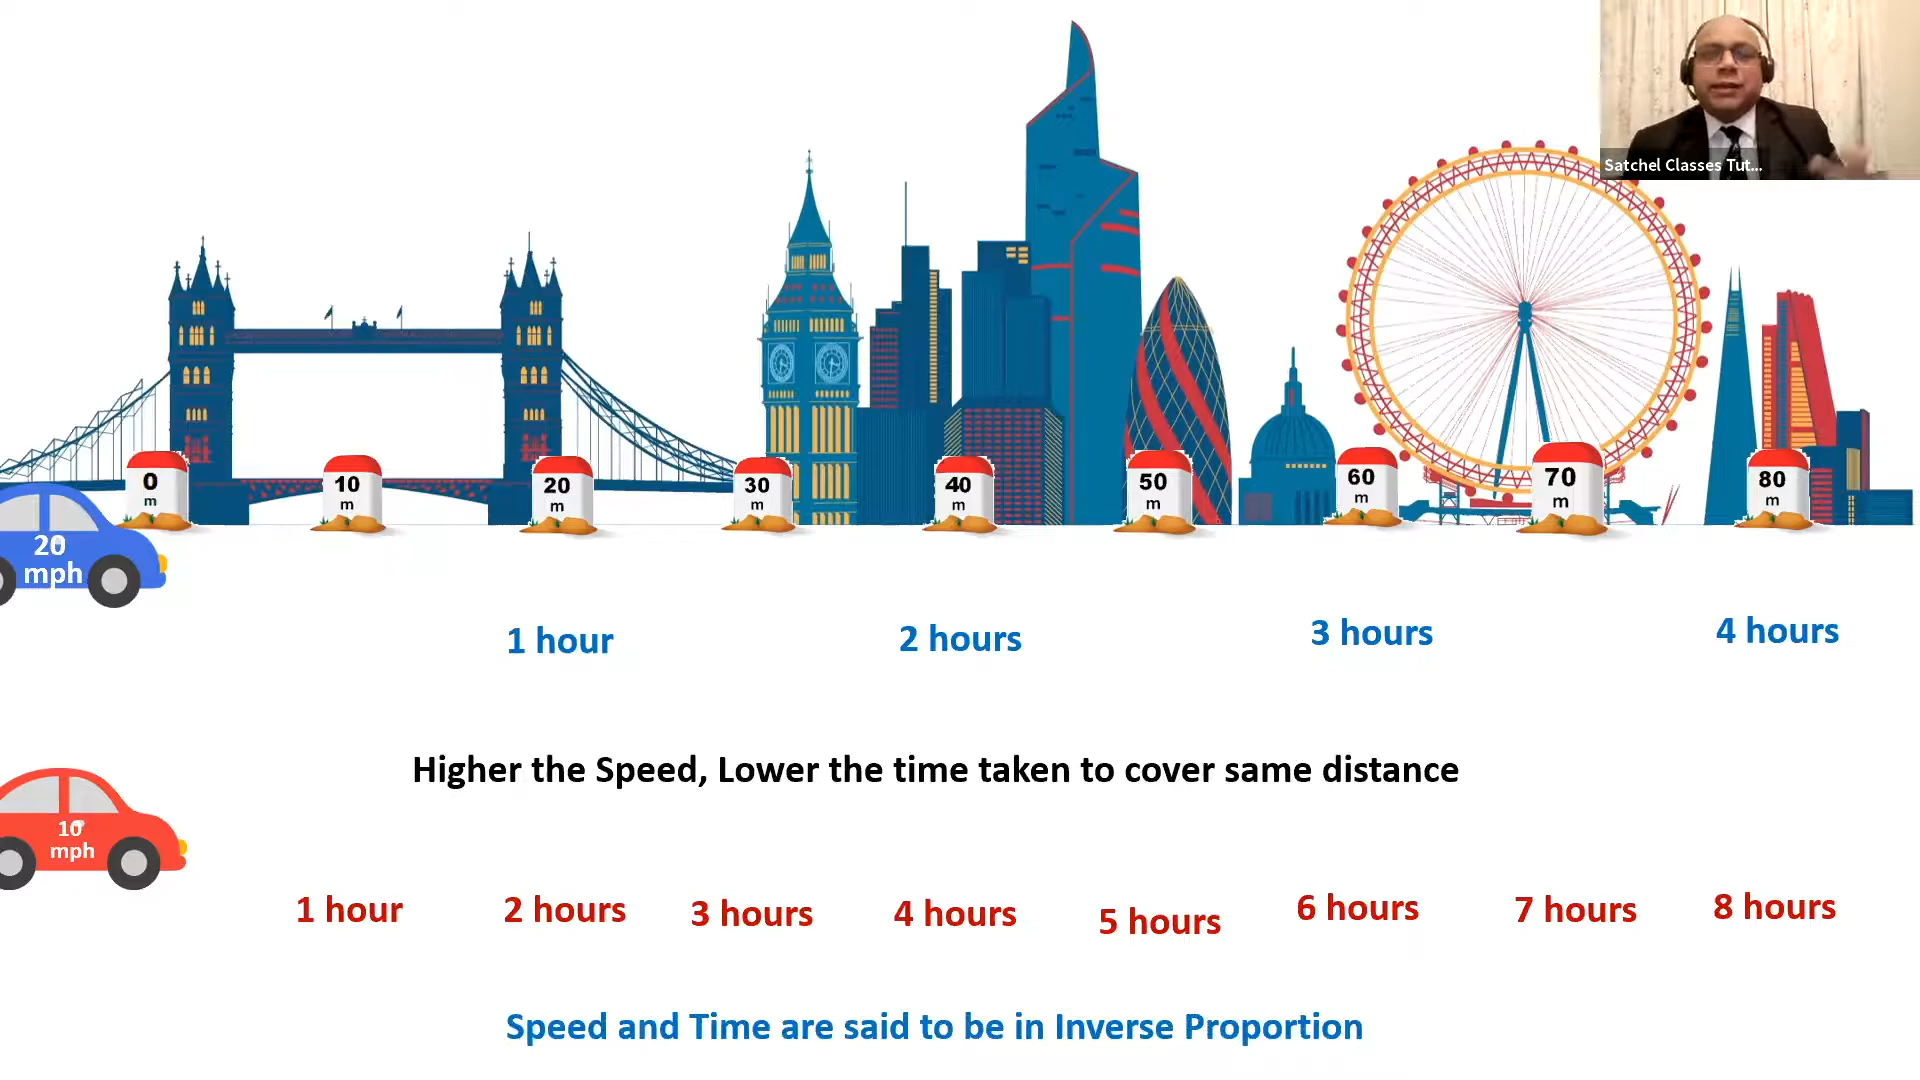 Satchel Classes Tut...
0
m
10
m
20
m
30
m
40
m
50
m
60
m
70
m
80
m
20
mph
1 hour
2 hours
3 hours
4 hours
Higher the Speed, Lower the time taken to cover same distance
10
mph
1 hour
2 hours
3 hours
4 hours
5 hours
6 hours
7 hours
8 hours
Speed and Time are said to be in Inverse Proportion